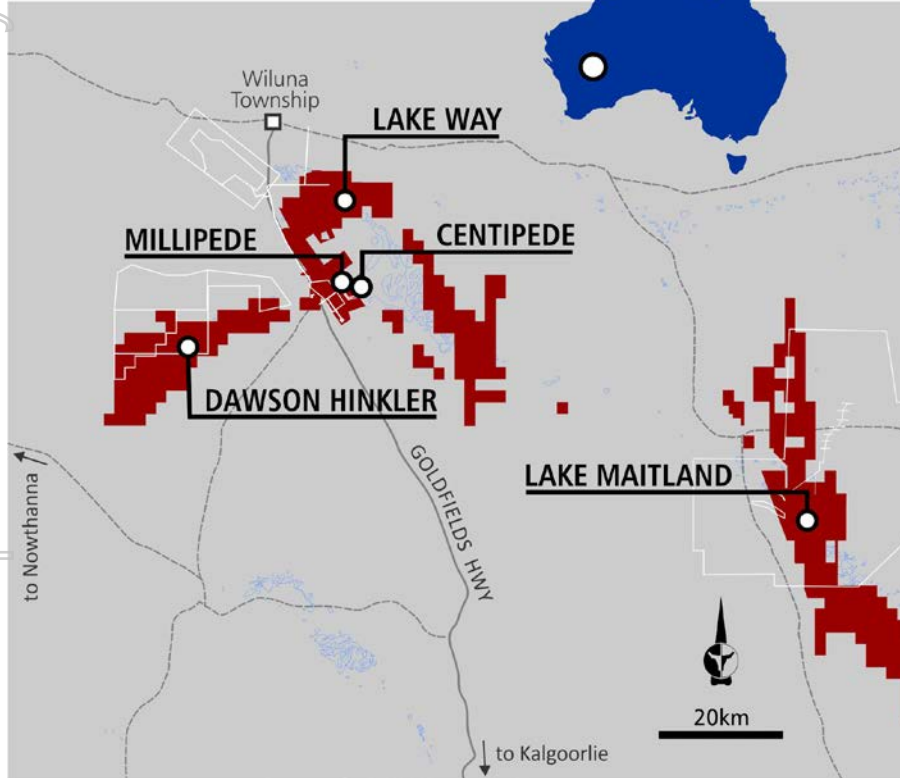 Wiluna
Township
LAKE WAY
MILLIPEDE
CENTIPEDE
DAWSON HINKLER
GOLDFIELDS HWY
LAKE MAITLAND
to Nowthanna
20km
to Kalgoorlie